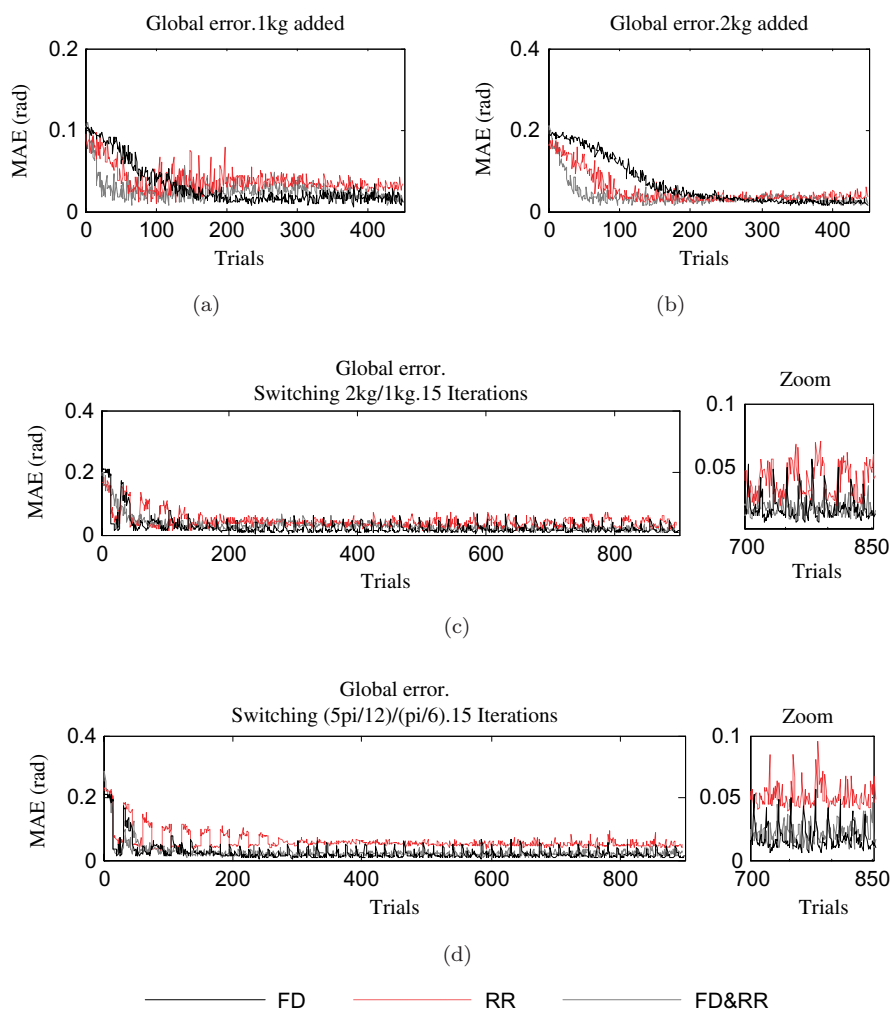 Global error.1kg added
0.2
0.1
0
MAE (rad)
0 100 200 300 400
Trials
(a)
Global error.2kg added
0.4
0.2
0
MAE (rad)
0 100 200 300 400
Trials
(b)
Global error.
Switching 2kg/1kg.15 Iterations
0.4
0.2
0
MAE (rad)
0 200 400 600 800
Trials
Zoom
0.1
0.05
700 850
Trials
(c)
Global error.
Switching (5pi/12)/(pi/6).15 Iterations
0.4
0.2
0
MAE (rad)
0 200 400 600 800
Trials
Zoom
0.1
0.05
0
700 850
Trials
(d)
FD RR FD&RR